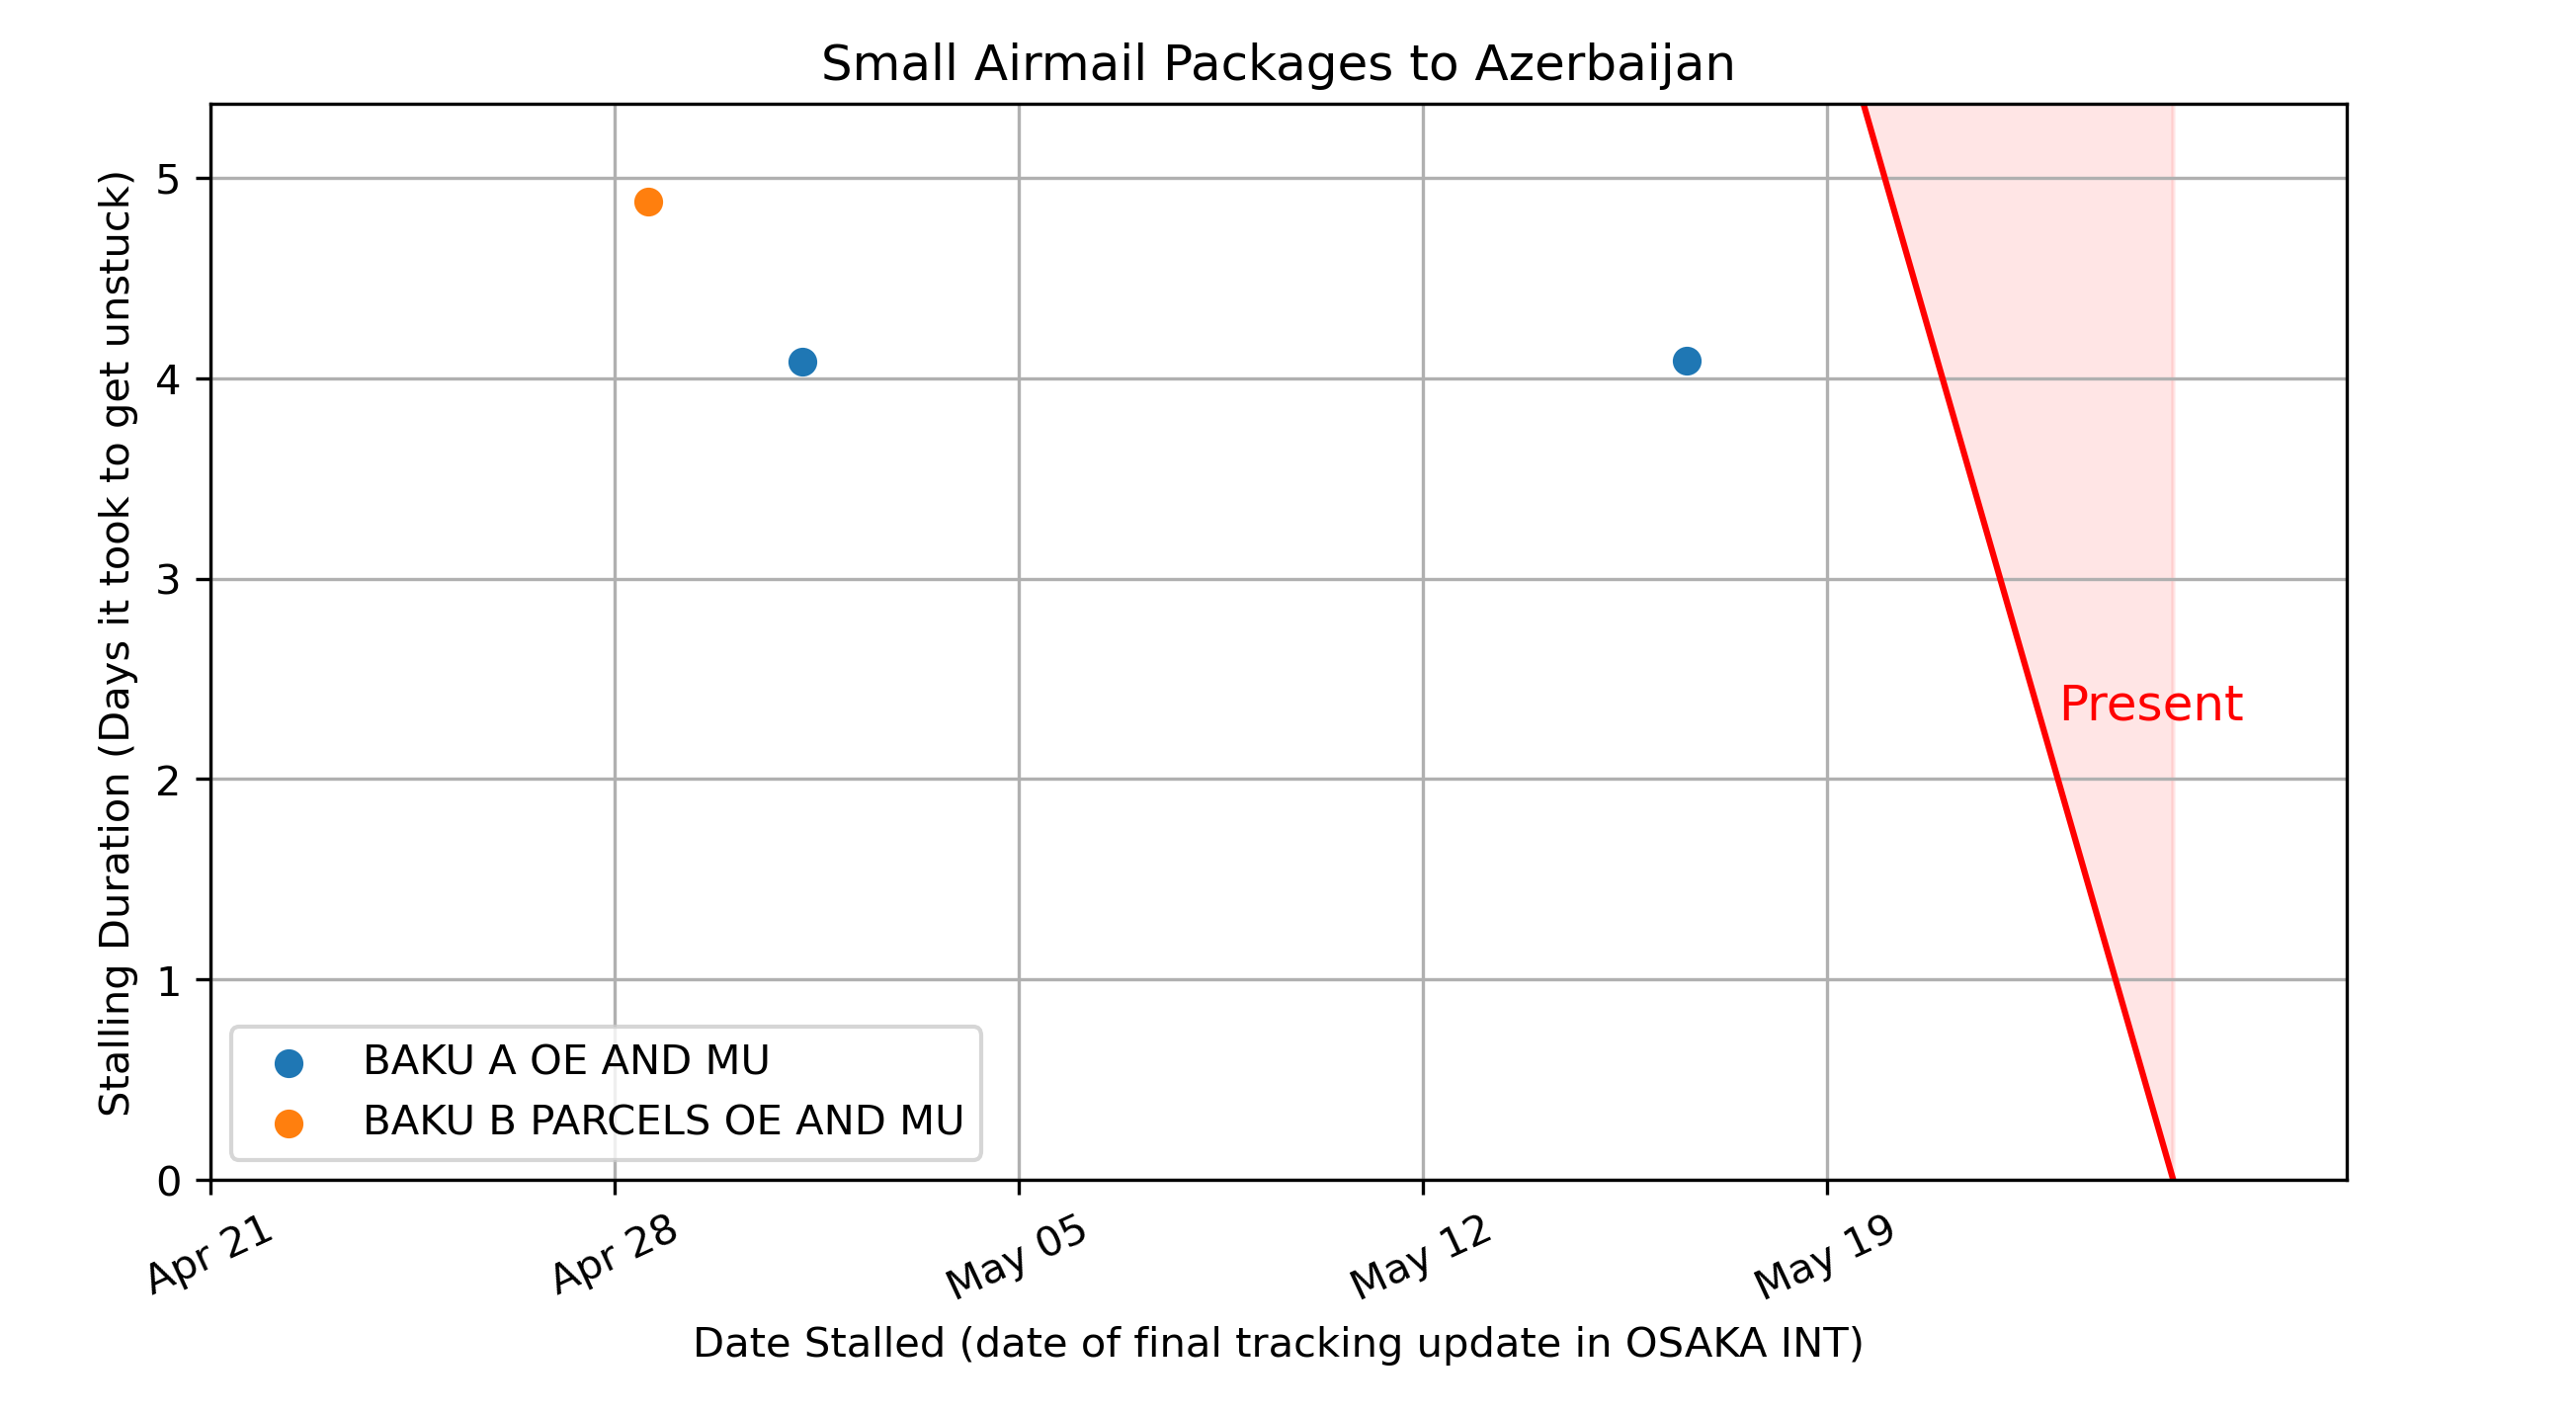 Small Airmail Packages to Azerbaijan
Stalling Duration (Days it took to get unstuck)
5
4
3
2
1
0
Present
BAKU A OE AND MU
BAKU B PARCELS OE AND MU
Apr 21
Apr 28
May 05
May 12
May 19
Date Stalled (date of final tracking update in OSAKA INT)